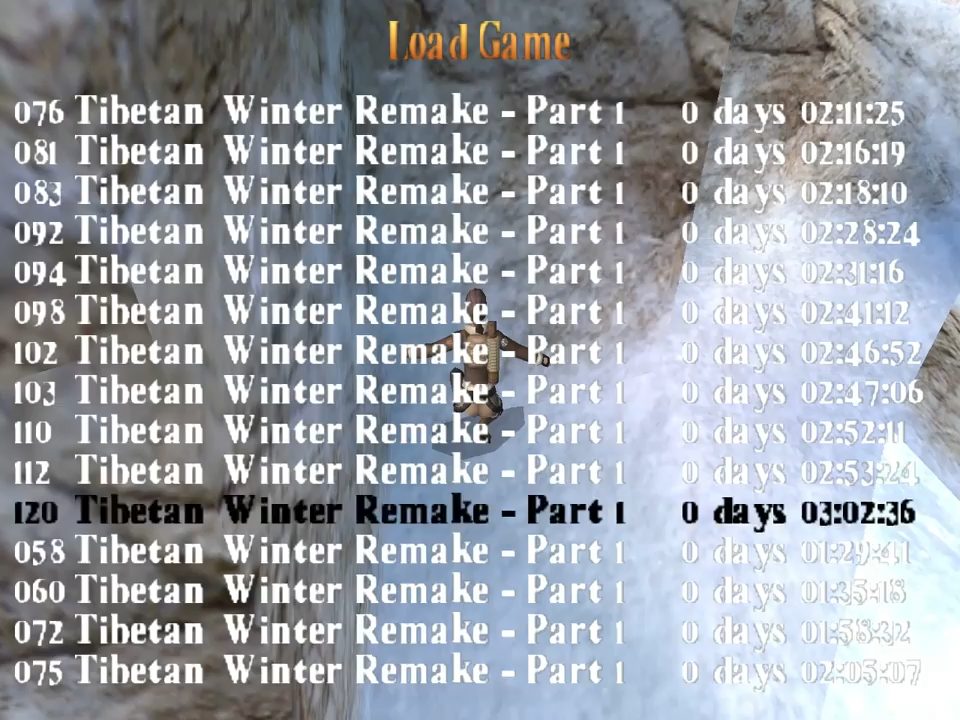 Load Game
076 Tibetan Winter Remake - Part 1 0 days 02:11:25
081 Tibetan Winter Remake - Part 1 0 days 02:16:19
083 Tibetan Winter Remake - Part 1 0 days 02:18:10
092 Tibetan Winter Remake - Part 1 0 days 02:28:24
094 Tibetan Winter Remake - Part 1 0 days 02:31:16
098 Tibetan Winter Remake - Part 1 0 days 02:41:12
102 Tibetan Winter Remake - Part 1 0 days 02:46:52
103 Tibetan Winter Remake - Part 1 0 days 02:47:06
110 Tibetan Winter Remake - Part 1 0 days 02:52:11
112 Tibetan Winter Remake - Part 1 0 days 02:53:24
120 Tibetan Winter Remake - Part 1 0 days 03:02:36
058 Tibetan Winter Remake - Part 1 0 days 01:29:41
060 Tibetan Winter Remake - Part 1 0 days 01:35:18
072 Tibetan Winter Remake - Part 1 0 days 01:58:32
075 Tibetan Winter Remake - Part 1 0 days 02:05:07